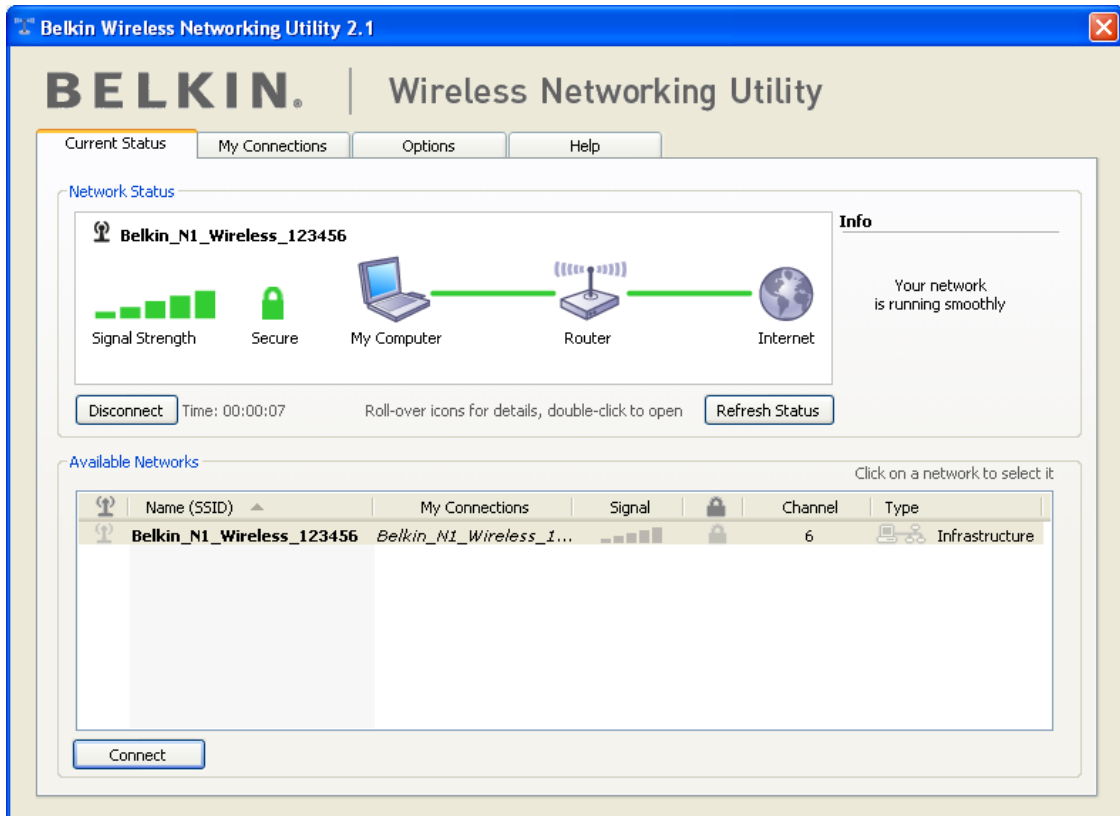 Belkin Wireless Networking Utility 2.1
BELKIN. Wireless Networking Utility
Current Status My Connections Options Help
Network Status
Belkin_N1_Wireless_123456
Info
Your network
is running smoothly
Signal Strength Secure My Computer Router Internet
Disconnect Time: 00:00:07 Roll-over icons for details, double-click to open Refresh Status
Available Networks
Click on a network to select it
Name (SSID) My Connections Signal Channel Type
Belkin_N1_Wireless_123456 Belkin_N1_Wireless_1... 6 Infrastructure
Connect